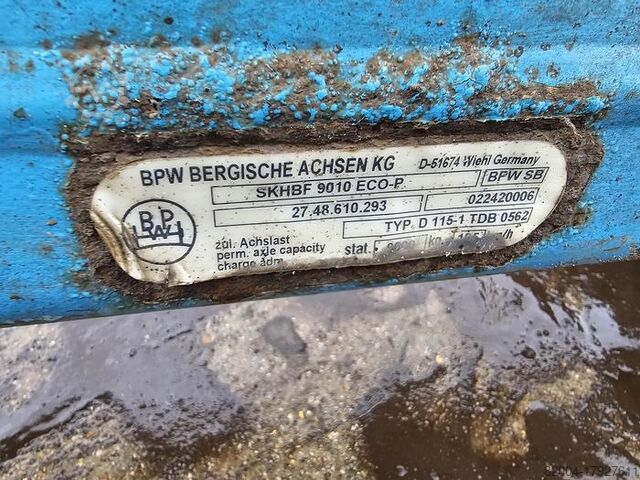 BPW BERGISCHE ACHSEN KG D-51674 Wiehl Germany
SKHBF 9010 ECO-P BPW SB
27.48.610.293 022420006
TYP. D 115-1 TDB 0562
BPW
zul. Achslast
perm. axle capacity stat.
charge adm.